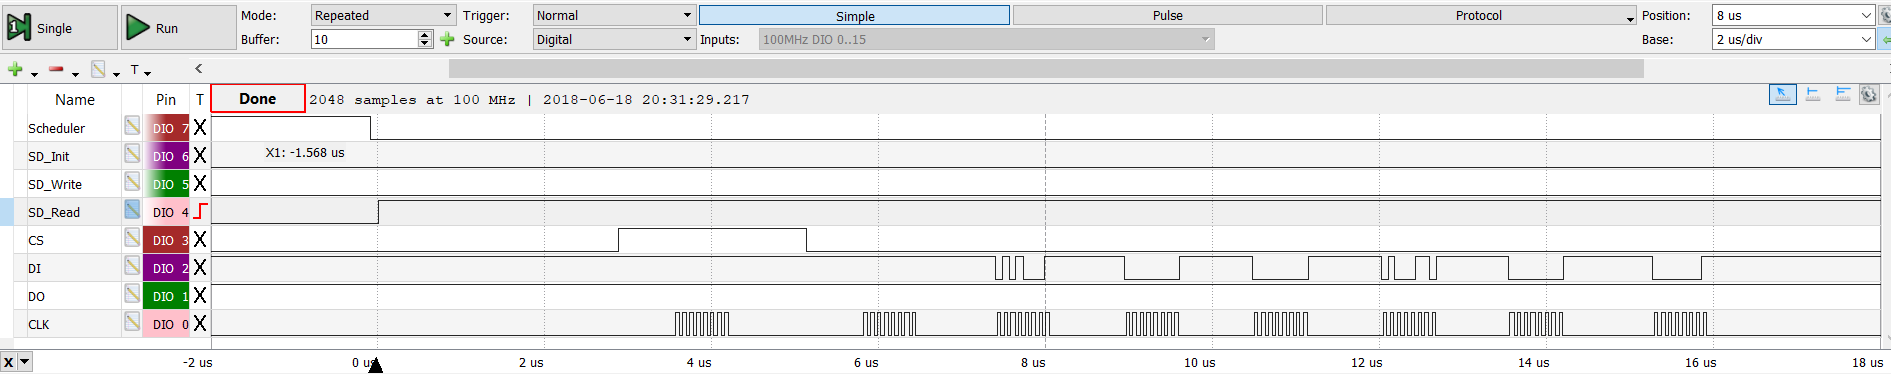 1 Single
Run
Mode: Repeated Trigger: Normal Simple Pulse Protocol Position: 8 us
Buffer: 10 Source: Digital Inputs: 100MHz DIO 0..15 Base: 2 us/div
T
Name Pin T Done 2048 samples at 100 MHz | 2018-06-18 20:31:29.217
Scheduler DIO 7 X
SD_Init DIO 6 X X1: -1.568 us
SD_Write DIO 5 X
SD_Read DIO 4
CS DIO 3 X
DI DIO 2 X
DO DIO 1 X
CLK DIO 0 X
X -2 us 0 us 2 us 4 us 6 us 8 us 10 us 12 us 14 us 16 us 18 us